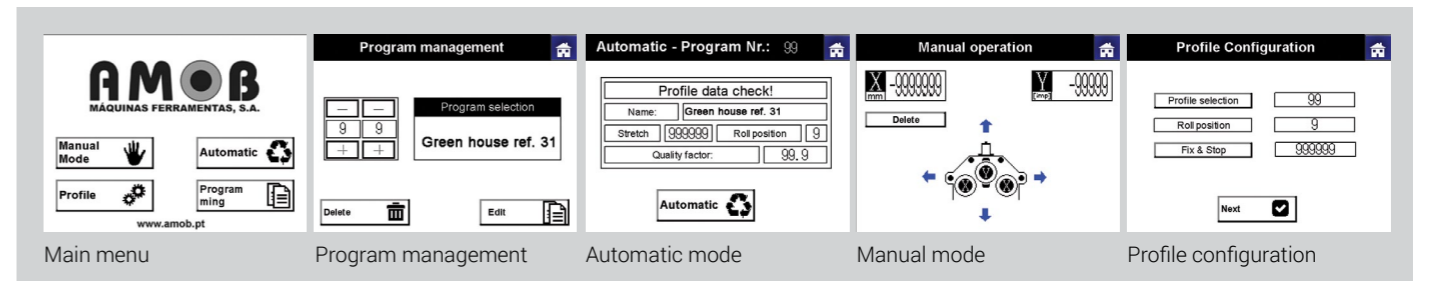 AMOB
MÁQUINAS FERRAMENTAS, S.A.
Manual Mode
Automatic
Profile
Program ming
www.amob.pt
Main menu
Program management
— —
9 9
+ +
Program selection
Green house ref. 31
Delete
Edit
Program management
Automatic - Program Nr.: 99
Profile data check!
Name: Green house ref. 31
Stretch 999999 Roll position 9
Quality factor: 99.9
Automatic
Automatic mode
Manual operation
X mm -9999999
Y [imp] -99999
Delete
X Y X
Manual mode
Profile Configuration
Profile selection 99
Roll position 9
Fix & Stop 999999
Next
Profile configuration